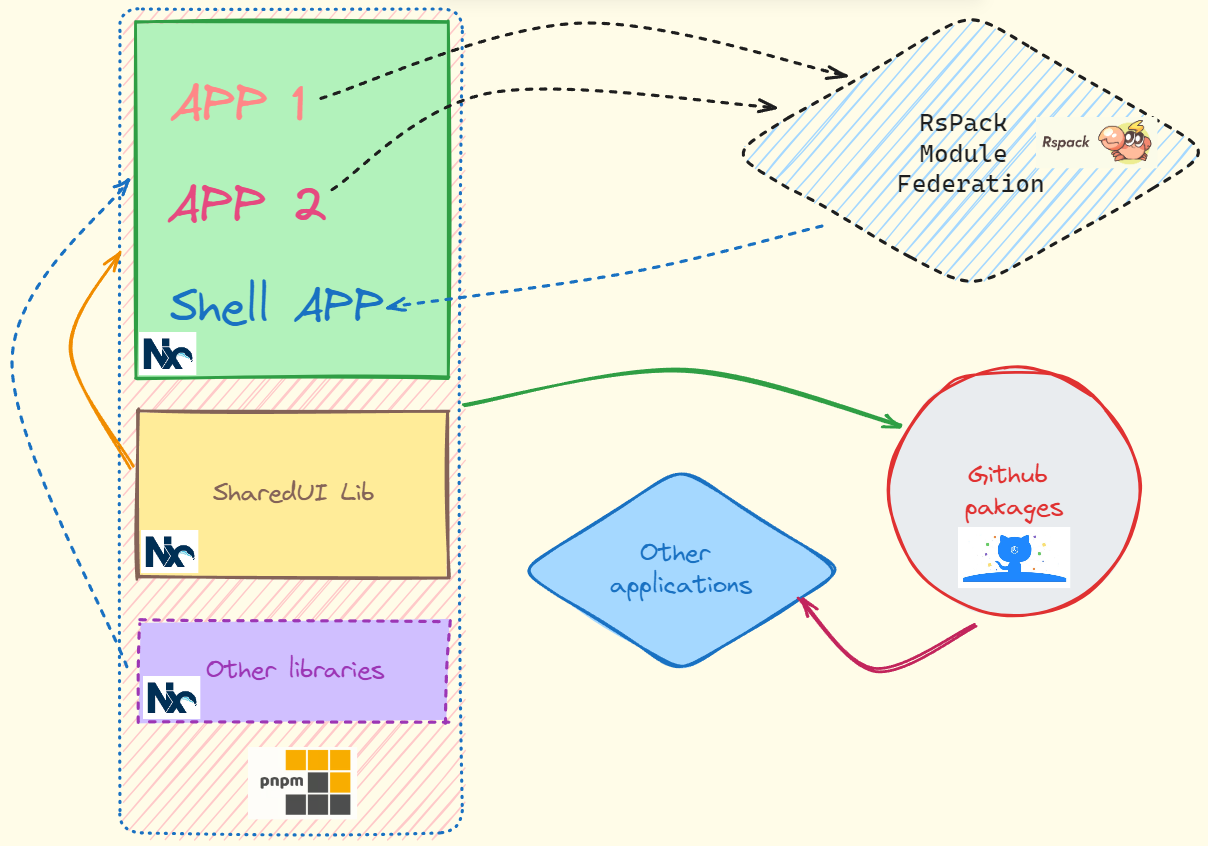 APP 1
APP 2
Shell APP
Nx
SharedUI Lib
Nx
Other libraries
Nx
pnpm
RsPack
Module
Federation
Rspack
Github
pakages
Other
applications